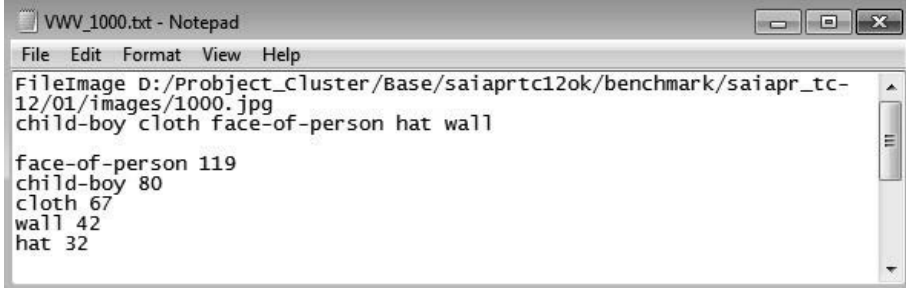 VWV_1000.txt - Notepad
File Edit Format View Help
FileImage D:/Probject_Cluster/Base/saiaprtc12ok/benchmark/saiapr_tc-
12/01/images/1000.jpg
child-boy cloth face-of-person hat wall
face-of-person 119
child-boy 80
cloth 67
wall 42
hat 32